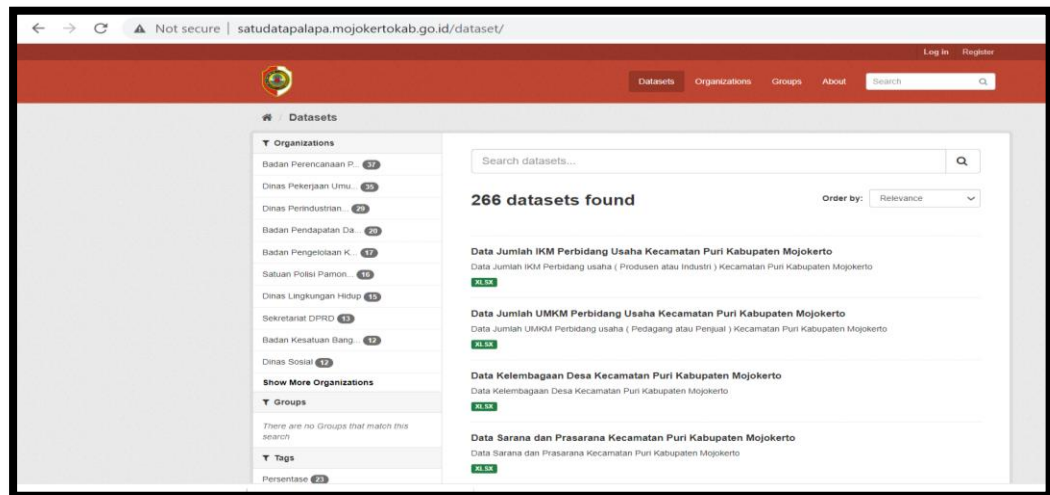 Not secure | satudatapalapa.mojokertokab.go.id/dataset/
Log in Register
Datasets Organizations Groups About Search
/ Datasets
Organizations
Badan Perencanaan P... 37
Dinas Pekerjaan Umu... 35
Dinas Perindustrian... 29
Badan Pendapatan Da... 20
Badan Pengelolaan K... 17
Satuan Polisi Pamon... 16
Dinas Lingkungan Hidup 15
Sekretariat DPRD 13
Badan Kesatuan Bang... 12
Dinas Sosial 12
Show More Organizations
Groups
There are no Groups that match this
search
Tags
Persentase 23
Search datasets...
266 datasets found
Order by: Relevance
Data Jumlah IKM Perbidang Usaha Kecamatan Puri Kabupaten Mojokerto
Data Jumlah IKM Perbidang usaha ( Produsen atau Industri ) Kecamatan Puri Kabupaten Mojokerto
XLSX
Data Jumlah UMKM Perbidang Usaha Kecamatan Puri Kabupaten Mojokerto
Data Jumlah UMKM Perbidang usaha ( Pedagang atau Penjual ) Kecamatan Puri Kabupaten Mojokerto
XLSX
Data Kelembagaan Desa Kecamatan Puri Kabupaten Mojokerto
Data Kelembagaan Desa Kecamatan Puri Kabupaten Mojokerto
XLSX
Data Sarana dan Prasarana Kecamatan Puri Kabupaten Mojokerto
Data Sarana dan Prasarana Kecamatan Puri Kabupaten Mojokerto
XLSX